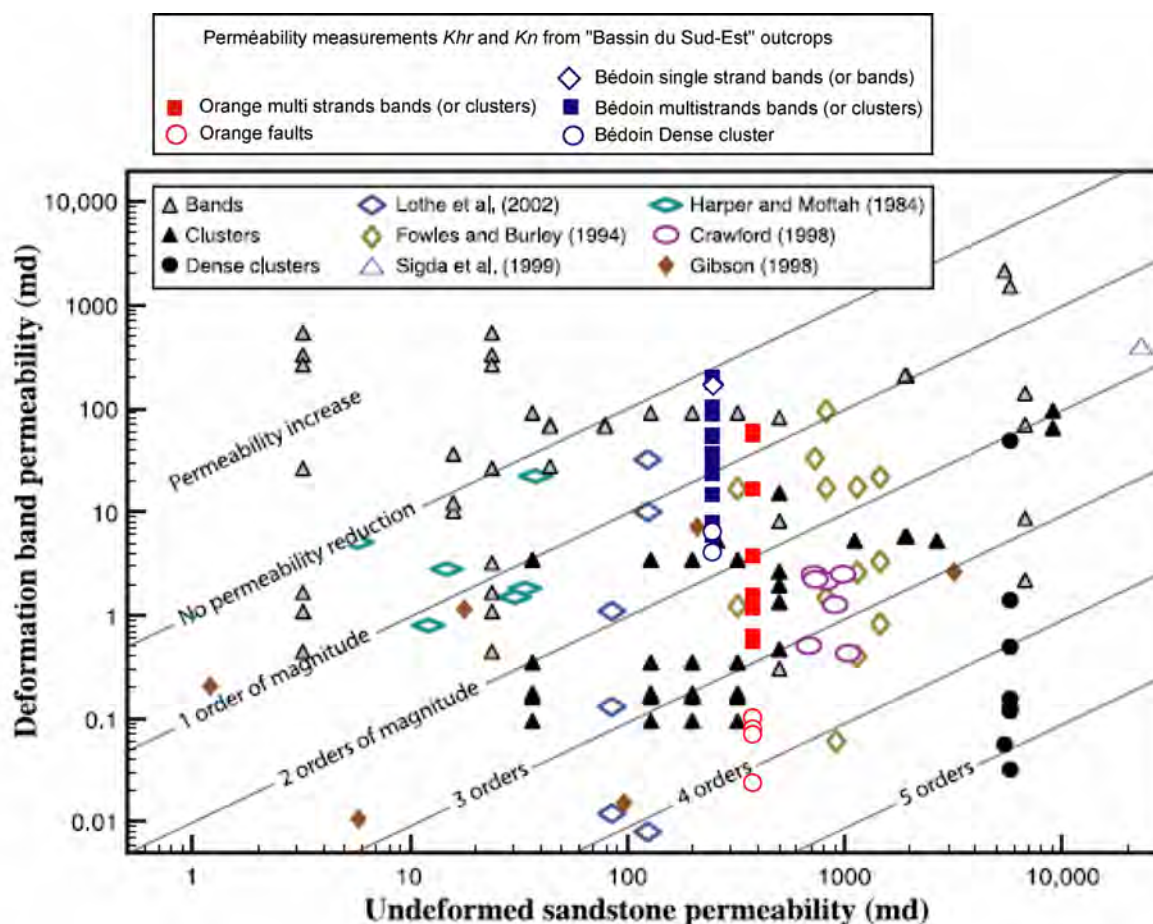 Perméability measurements Khr and Kn from "Bassin du Sud-Est" outcrops
Bédoin single strand bands (or bands)
Orange multi strands bands (or clusters)
Bédoin multistrands bands (or clusters)
Orange faults
Bédoin Dense cluster
Bands
Lothe et al, (2002)
Harper and Moftah (1984)
Clusters
Fowles and Burley (1994)
Crawford (1998)
Dense clusters
Sigda et al, (1999)
Gibson (1998)
Deformation band permeability (md)
10,000
1000
100
10
1
0.1
0.01
Permeability increase
No permeability reduction
1 order of magnitude
2 orders of magnitude
3 orders
4 orders
5 orders
1
10
100
1000
10,000
Undeformed sandstone permeability (md)